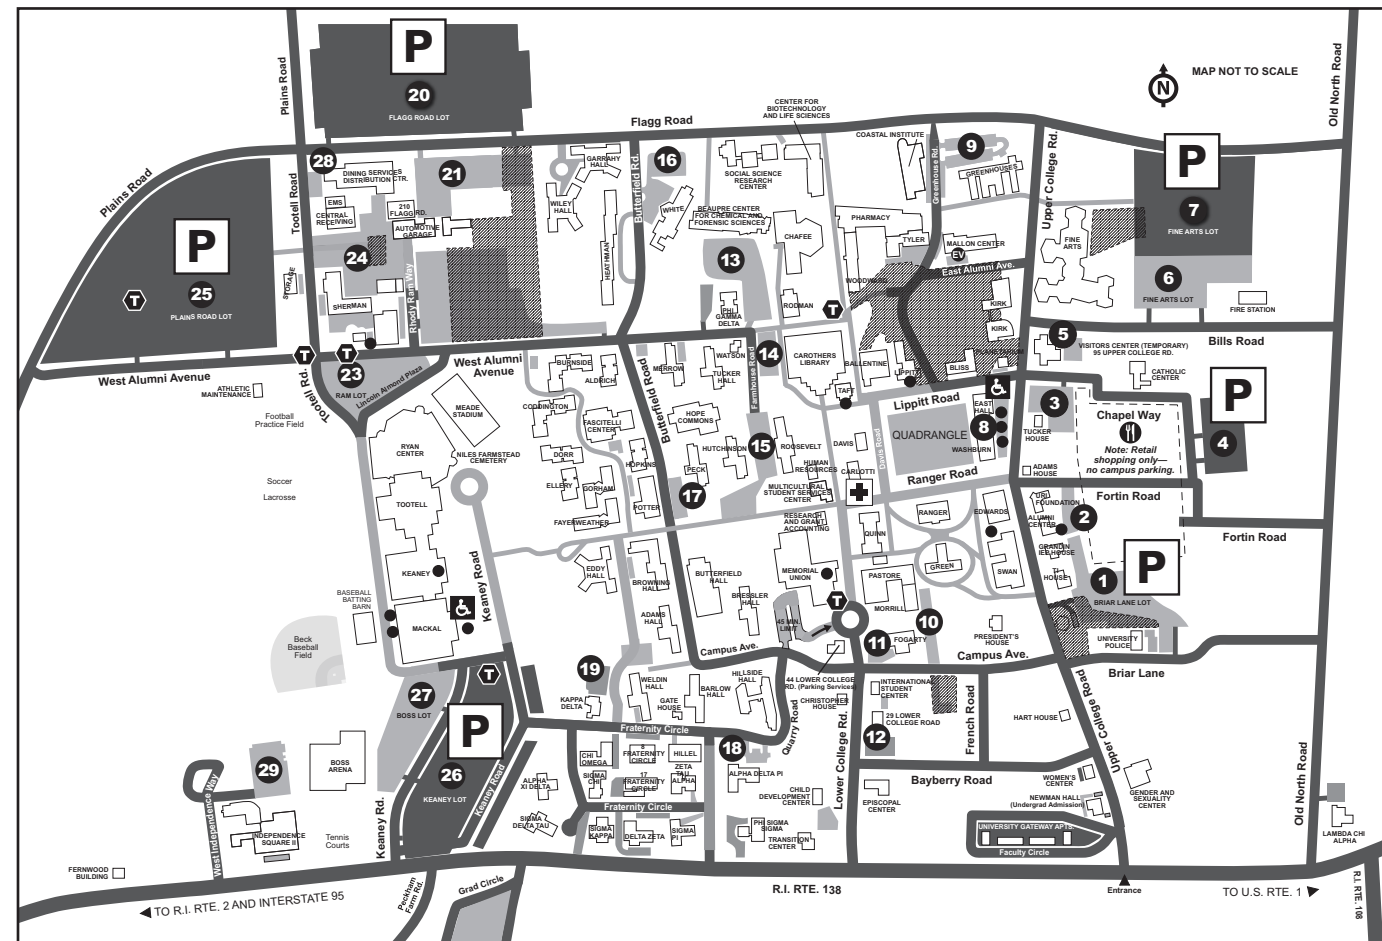 P
20
FLAGG ROAD LOT
Plains Road
Flagg Road
CENTER FOR
BIOTECHNOLOGY
AND LIFE SCIENCES
COASTAL INSTITUTE
N
MAP NOT TO SCALE
Old North Road
Plains Road
28
DINING SERVICES
DISTRIBUTION CTR.
21
GARRAHY
HALL
Butterfield Rd.
16
SOCIAL SCIENCE
RESEARCH
CENTER
Greenhouse Rd.
9
GREENHOUSES
Upper College Rd.
P
7
FINE ARTS LOT
Tootell Road
EMS
CENTRAL
RECEIVING
210
FLAGG RD.
AUTOMOTIVE
GARAGE
WILEY
HALL
WHITE
BEAUPRE CENTER
FOR CHEMICAL AND
FORENSIC SCIENCES
CHAFEE
PHARMACY
TYLER
MALLON CENTER
EV
FINE
ARTS
P
25
PLAINS ROAD LOT
T
24
STORAGE
Rhody Ram Way
HEATHMAN
13
WOODWARD
East Alumni Ave.
6
FINE ARTS LOT
FIRE STATION
SHERMAN
PHI
GAMMA
DELTA
RODMAN
T
KIRK
KIRK
5
VISITORS CENTER (TEMPORARY)
95 UPPER COLLEGE RD.
Bills Road
T
T
23
RAM LOT
Lincoln Almond Plaza
West Alumni
Avenue
West Alumni Avenue
Tootell Rd.
BURNSIDE
ALDRICH
Butterfield Road
MERROW
WATSON
TUCKER
HALL
14
Farmhouse Road
CAROTHERS
LIBRARY
BALLENTINE
LIPPITT
BLISS
PLANETARIUM
CATHOLIC
CENTER
P
4
ATHLETIC
MAINTENANCE
Football
Practice Field
MEADE
STADIUM
CODDINGTON
FASCITELLI
CENTER
HOPE
COMMONS
TAFT
Lippitt Road
EAST
HALL
8
3
TUCKER
HOUSE
Chapel Way
Note: Retail
shopping only—
no campus parking.
RYAN
CENTER
NILES FARMSTEAD
CEMETERY
DORR
HOPKINS
HUTCHINSON
15
ROOSEVELT
DAVIS
Davis Road
QUADRANGLE
WASHBURN
ADAMS
HOUSE
Soccer
Lacrosse
ELLERY
GORHAM
PECK
17
HUMAN
RESOURCES
CARLOTTI
MULTICULTURAL
STUDENT SERVICES
CENTER
Ranger Road
Fortin Road
TOOTELL
FAYERWEATHER
POTTER
RESEARCH
AND GRANT
ACCOUNTING
QUINN
RANGER
EDWARDS
URI
FOUNDATION
ALUMNI
CENTER
2
Fortin Road
KEANEY
Keaney Road
EDDY
HALL
BROWNING
HALL
BUTTERFIELD
HALL
MEMORIAL
UNION
PASTORE
GREEN
SWAN
HOUSE
P
1
BRIAR LANE LOT
BASEBALL
BATTING
BARN
Beck
Baseball
Field
MACKAL
ADAMS
HALL
BRESSLER
HALL
45 MIN.
LIMIT
T
MORRILL
10
11
FOGARTY
PRESIDENT'S
HOUSE
UNIVERSITY
POLICE
Campus Ave.
Campus Ave.
Briar Lane
T
27
BOSS LOT
19
KAPPA
DELTA
WELDIN
HALL
GATE
HOUSE
BARLOW
HALL
HILLSIDE
HALL
44 LOWER COLLEGE
RD. (Parking Services)
CHRISTOPHER
HOUSE
INTERNATIONAL
STUDENT
CENTER
29 LOWER
COLLEGE ROAD
12
French Road
HART HOUSE
Upper College Road
P
26
KEANEY LOT
Fraternity Circle
Quarry Road
Lower College Rd.
29
BOSS
ARENA
Keaney Road
Keaney Rd.
CHI
OMEGA
8
FRATERNITY
CIRCLE
HILLEL
18
ZETA
TAU
ALPHA
SIGMA
CHI
17
FRATERNITY
CIRCLE
ALPHA DELTA PI
ALPHA
XI DELTA
CHILD
DEVELOPMENT
CENTER
EPISCOPAL
CENTER
Bayberry Road
WOMEN'S
CENTER
NEWMAN HALL
(Undergrad Admission)
GENDER AND
SEXUALITY
CENTER
Old North Road
West Independence Way
INDEPENDENCE
SQUARE II
Tennis
Courts
SIGMA
DELTA TAU
Fraternity Circle
SIGMA
KAPPA
DELTA ZETA
SIGMA
PI
PHI SIGMA
SIGMA
TRANSITION
CENTER
UNIVERSITY GATEWAY APTS.
Faculty Circle
LAMBDA CHI
ALPHA
FERNWOOD
BUILDING
Peckham
Farm Rd.
Grad Circle
R.I. RTE. 138
Entrance
TO U.S. RTE. 1
R.I. RTE. 108
TO R.I. RTE. 2 AND INTERSTATE 95